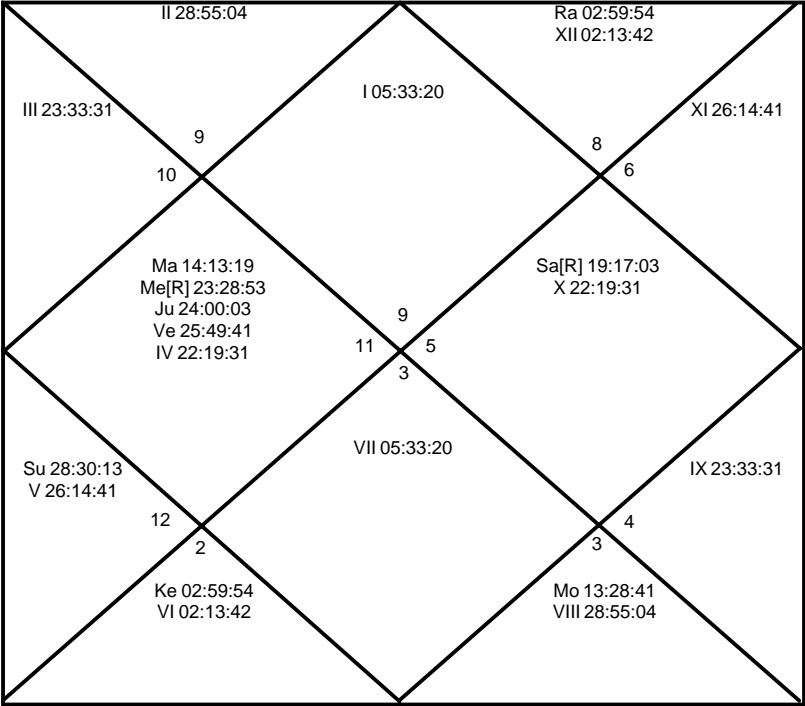 II 28:55:04
Ra 02:59:54
XII 02:13:42
I 05:33:20
III 23:33:31
XI 26:14:41
9
8
10
6
Ma 14:13:19
Me[R] 23:28:53
Ju 24:00:03
Ve 25:49:41
IV 22:19:31
Sa[R] 19:17:03
X 22:19:31
9
11
5
3
VII 05:33:20
Su 28:30:13
V 26:14:41
IX 23:33:31
12
4
2
3
Ke 02:59:54
VI 02:13:42
Mo 13:28:41
VIII 28:55:04